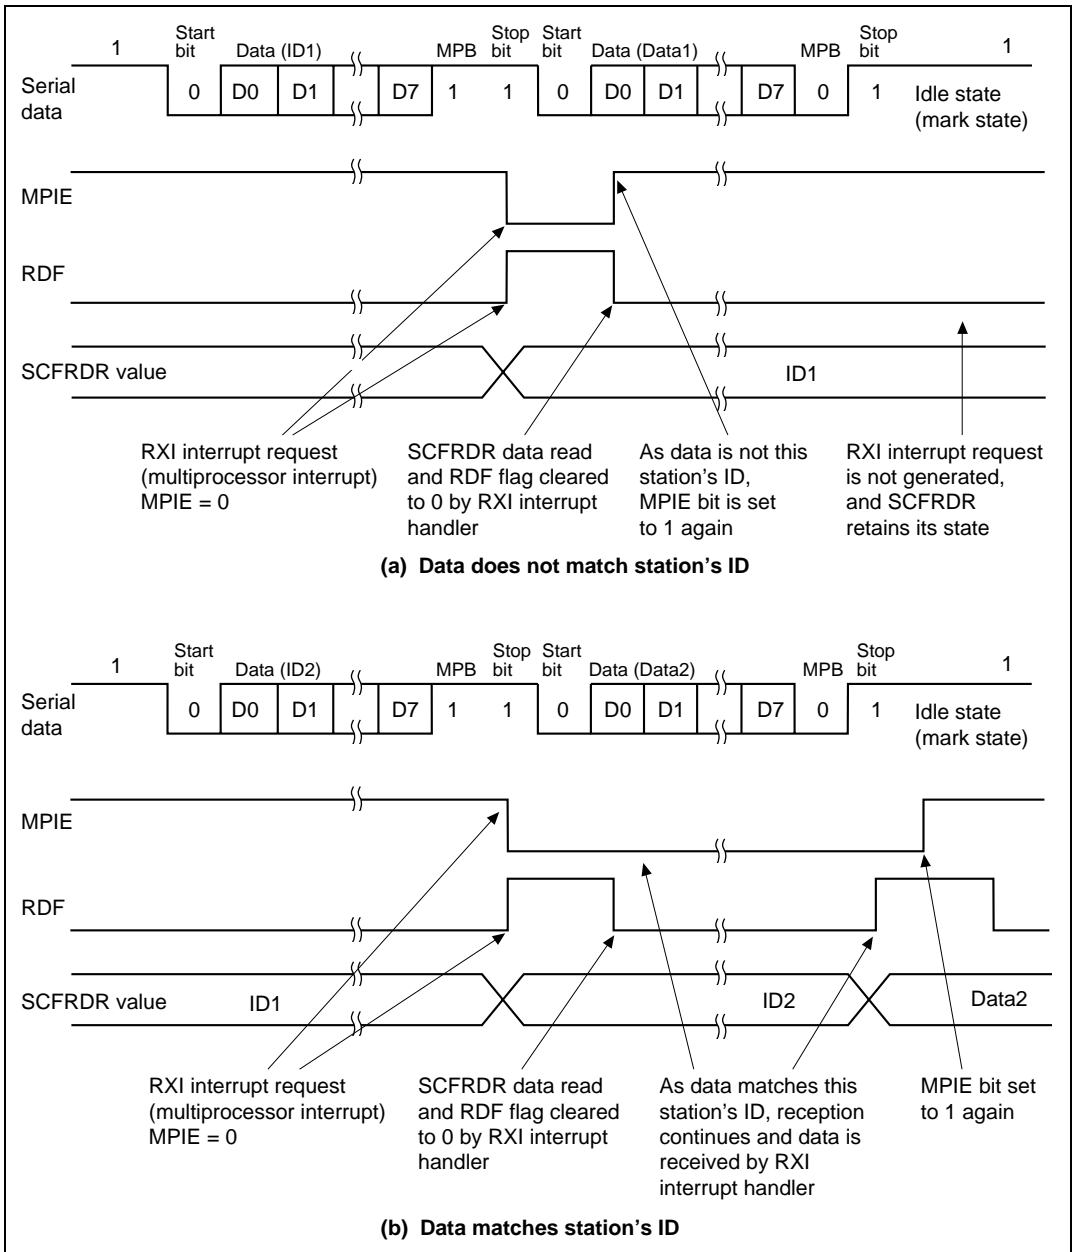 1 Start bit Data (ID1) MPB Stop bit Start bit Data (Data1) MPB Stop bit 1
Serial data 0 D0 D1 D7 1 1 0 D0 D1 D7 0 1 Idle state (mark state)
MPIE
RDF
SCFRDR value ID1
RXI interrupt request
(multiprocessor interrupt)
MPIE = 0
SCFRDR data read
and RDF flag cleared
to 0 by RXI interrupt
handler
As data is not this
station's ID,
MPIE bit is set
to 1 again
RXI interrupt request
is not generated,
and SCFRDR
retains its state
(a) Data does not match station's ID
1 Start bit Data (ID2) MPB Stop bit Start bit Data (Data2) MPB Stop bit 1
Serial data 0 D0 D1 D7 1 1 0 D0 D1 D7 0 1 Idle state (mark state)
MPIE
RDF
SCFRDR value ID1 ID2 Data2
RXI interrupt request
(multiprocessor interrupt)
MPIE = 0
SCFRDR data read
and RDF flag cleared
to 0 by RXI interrupt
handler
As data matches this
station's ID, reception
continues and data is
received by RXI
interrupt handler
MPIE bit set
to 1 again
(b) Data matches station's ID